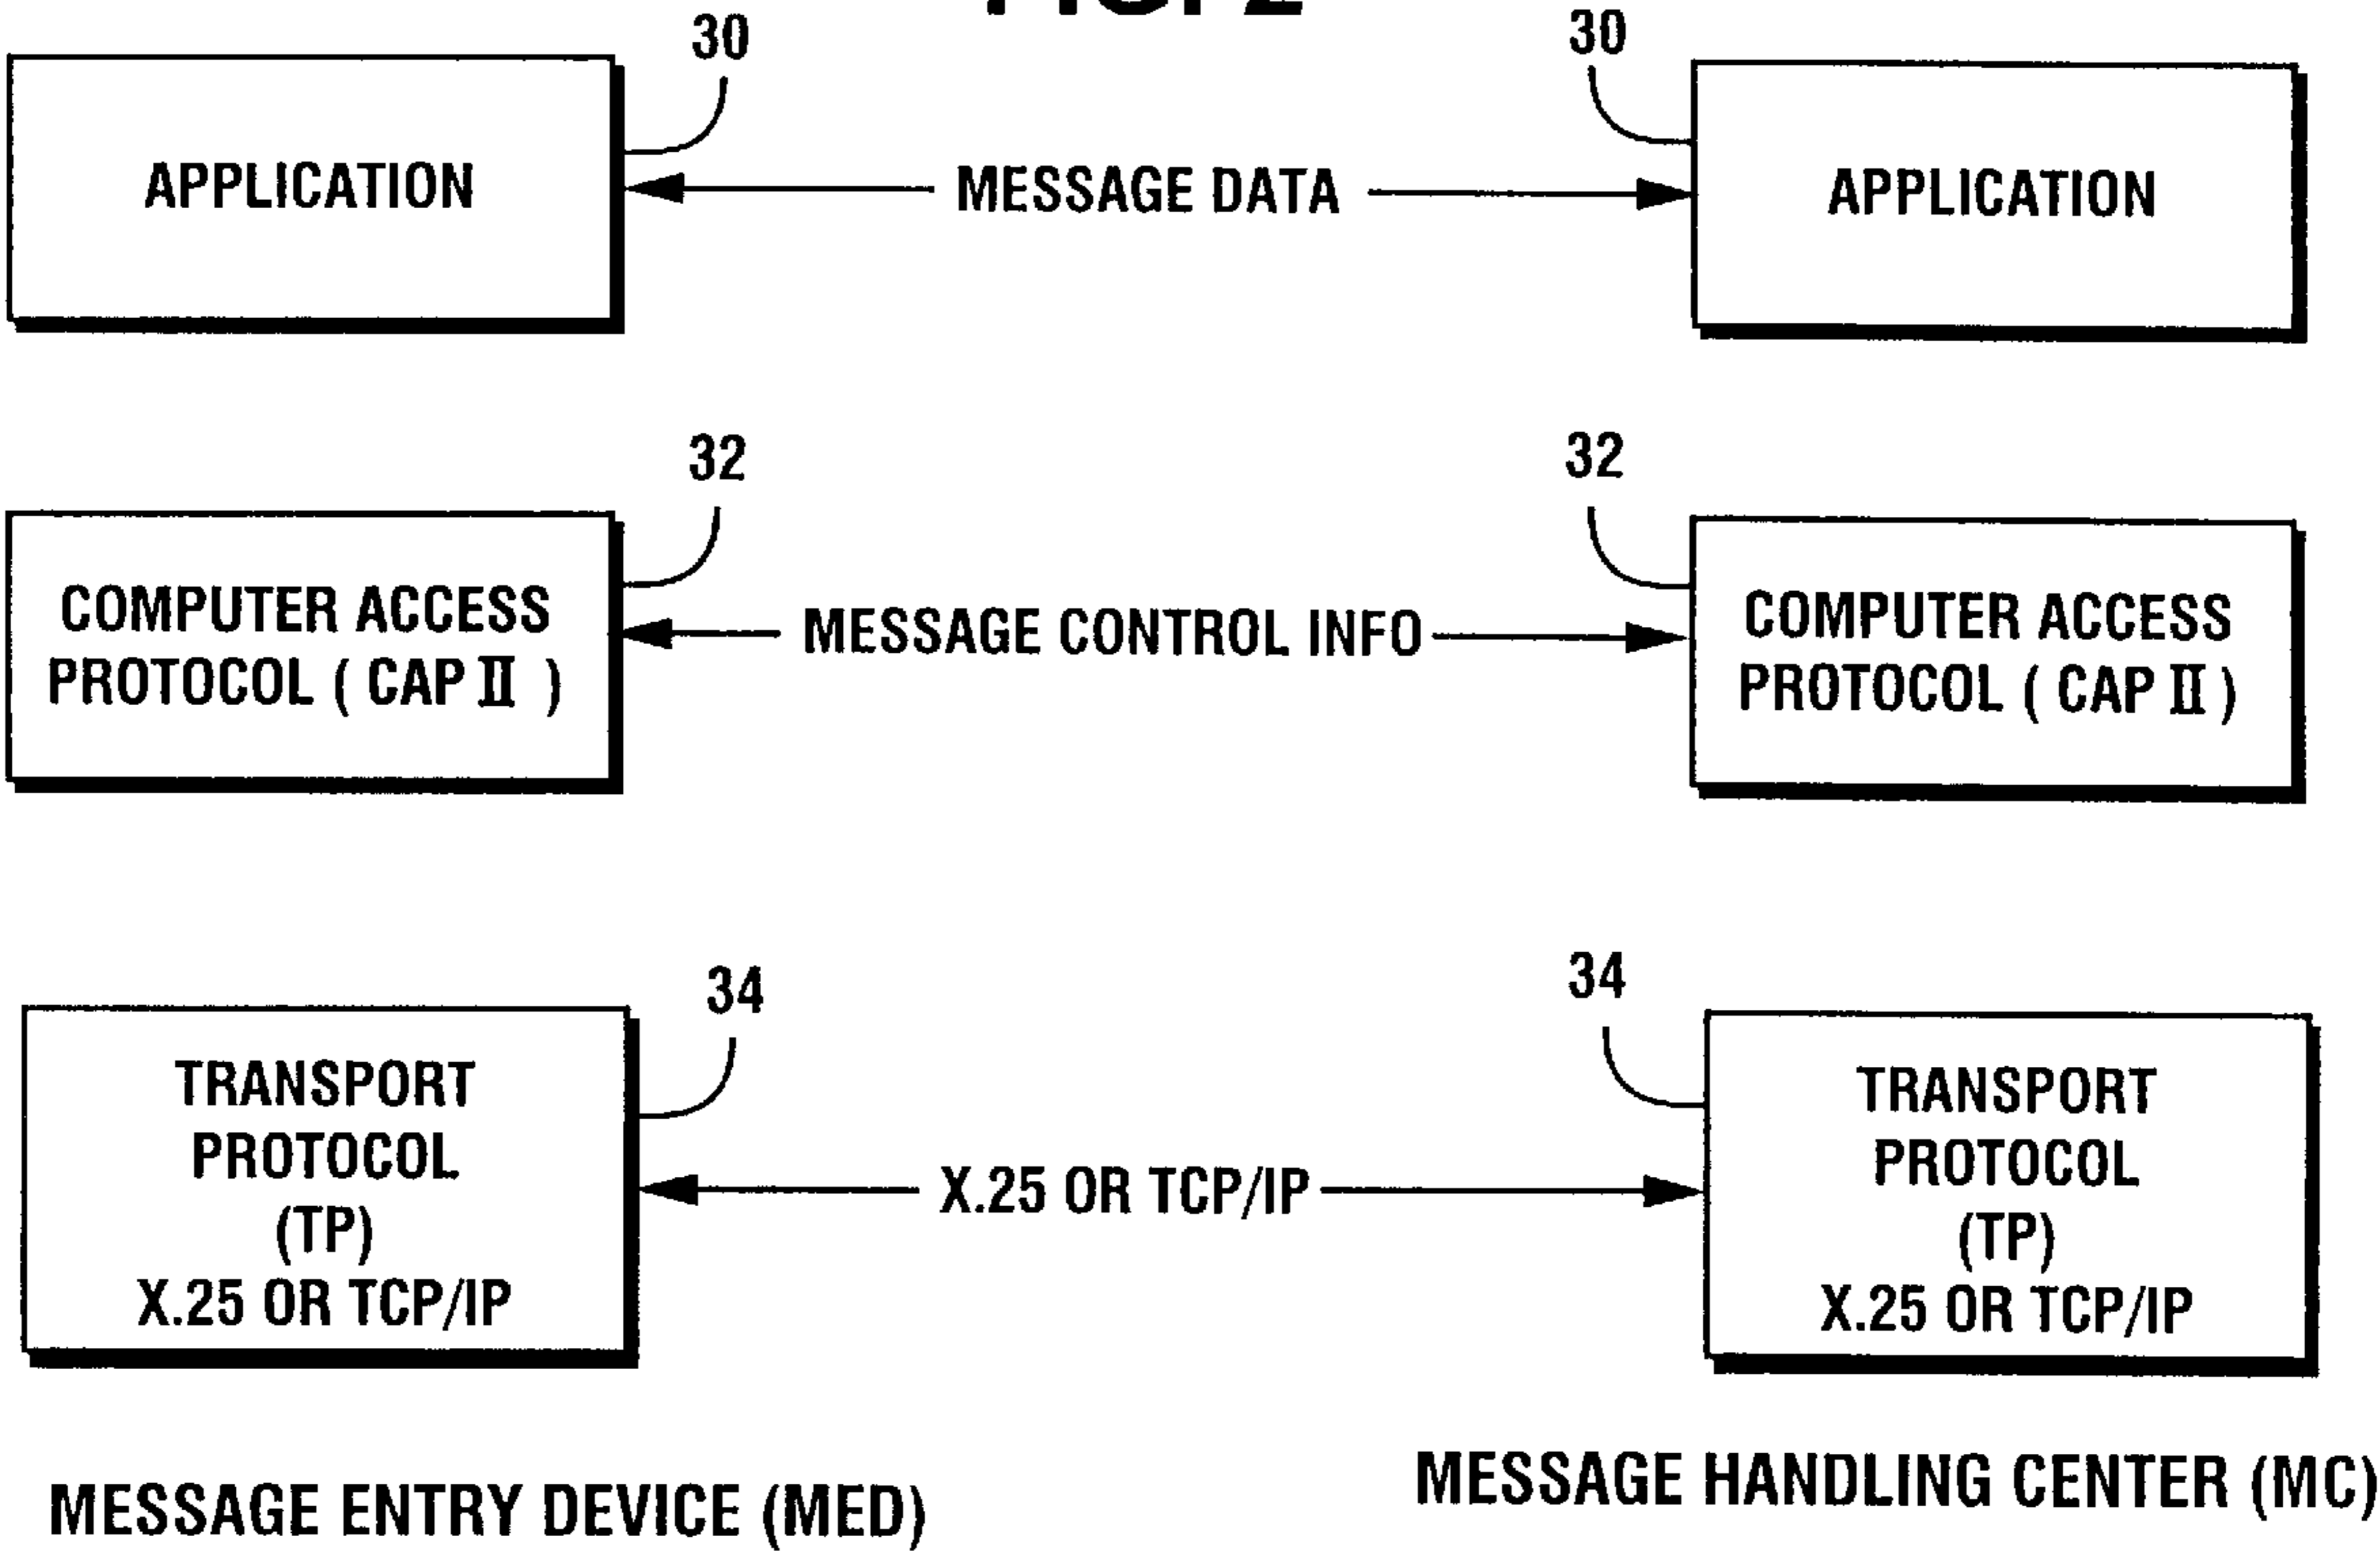 30
30
APPLICATION
MESSAGE DATA
APPLICATION
32
32
COMPUTER ACCESS
PROTOCOL ( CAP II )
MESSAGE CONTROL INFO
COMPUTER ACCESS
PROTOCOL ( CAP II )
34
34
TRANSPORT
PROTOCOL
(TP)
X.25 OR TCP/IP
X.25 OR TCP/IP
TRANSPORT
PROTOCOL
(TP)
X.25 OR TCP/IP
MESSAGE ENTRY DEVICE (MED)
MESSAGE HANDLING CENTER (MC)